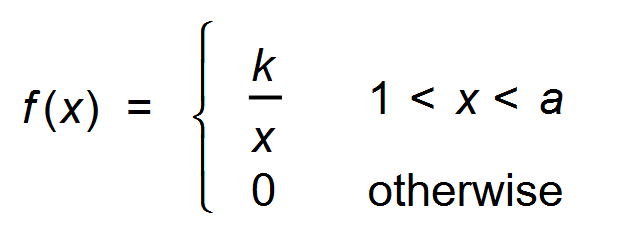 f(x) = { k/x 1 < x < a
0 otherwise